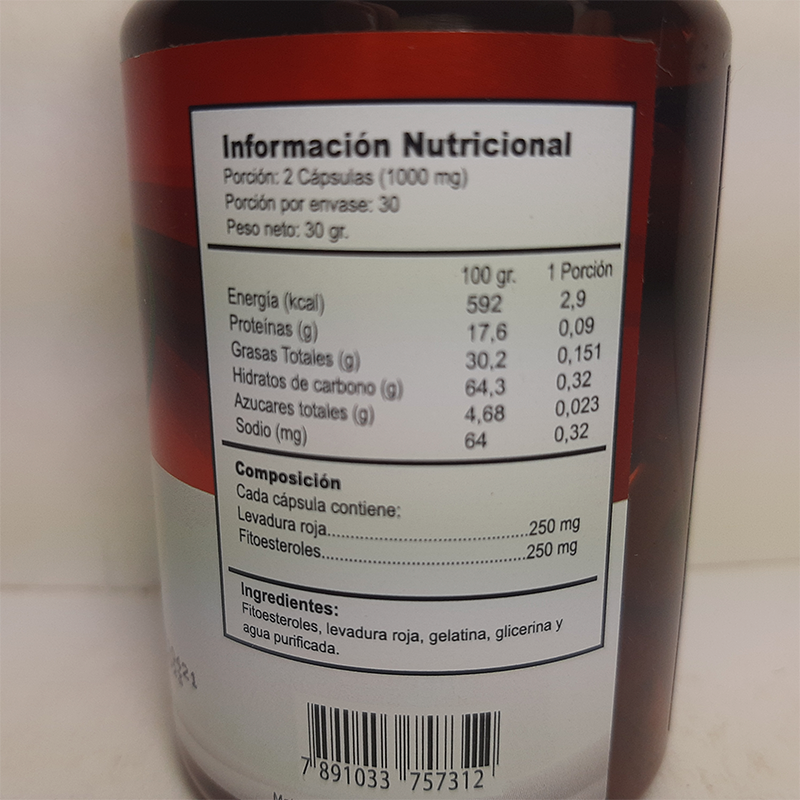 Información Nutricional
Porción: 2 Cápsulas (1000 mg)
Porción por envase: 30
Peso neto: 30 gr.
100 gr. 1 Porción
Energía (kcal) 592 2,9
Proteínas (g) 17,6 0,09
Grasas Totales (g) 30,2 0,151
Hidratos de carbono (g) 64,3 0,32
Azucares totales (g) 4,68 0,023
Sodio (mg) 64 0,32
Composición
Cada cápsula contiene:
Levadura roja..............................250 mg
Fitoesteroles..............................250 mg
Ingredientes:
Fitoesteroles, levadura roja, gelatina, glicerina y
agua purificada.
7 891033 757312